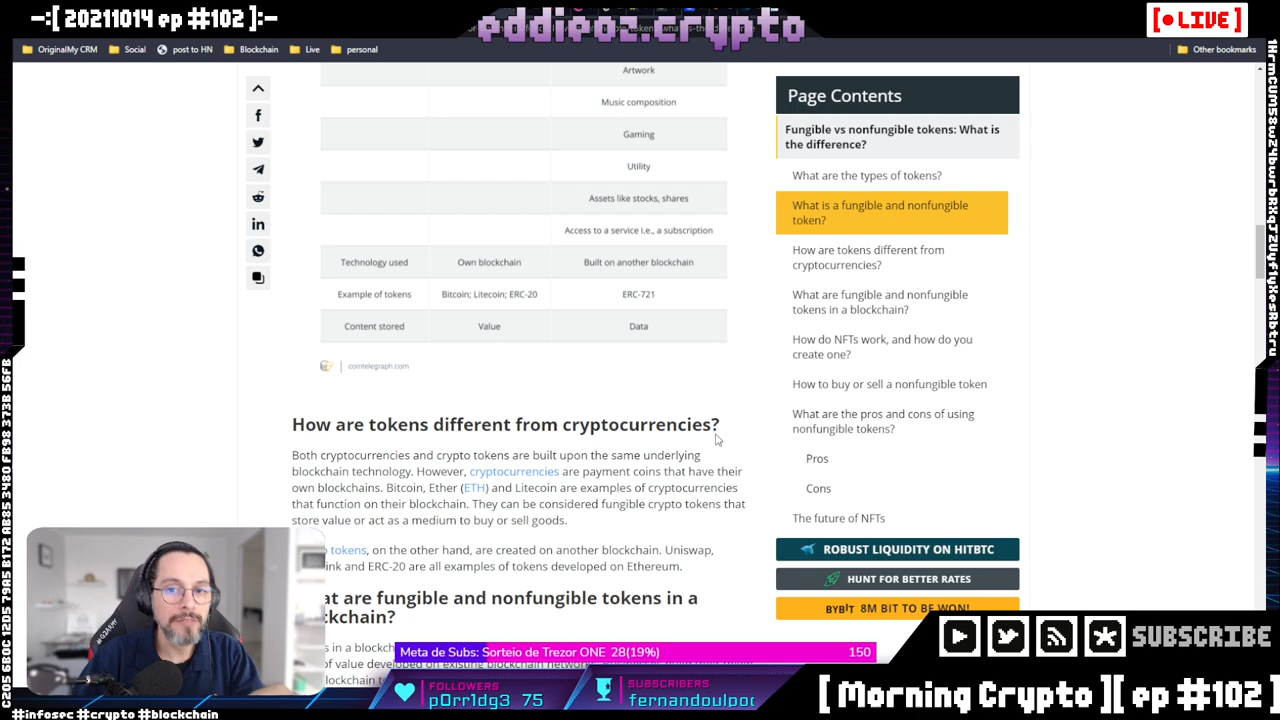 -:[ 20211014 ep #102 ]:-
eddieoz.crypto
[ LIVE ]
OriginalMy CRM
Social
post to HN
Blockchain
Live
personal
Other bookmarks
Artwork
Music composition
Gaming
Utility
Assets like stocks, shares
Access to a service i.e., a subscription
Technology used Own blockchain Built on another blockchain
Example of tokens Bitcoin; Litecoin; ERC-20 ERC-721
Content stored Value Data
cointelegraph.com
How are tokens different from cryptocurrencies?
Both cryptocurrencies and crypto tokens are built upon the same underlying
blockchain technology. However, cryptocurrencies are payment coins that have their
own blockchains. Bitcoin, Ether (ETH) and Litecoin are examples of cryptocurrencies
that function on their blockchain. They can be considered fungible crypto tokens that
store value or act as a medium to buy or sell goods.
tokens, on the other hand, are created on another blockchain. Uniswap,
ink and ERC-20 are all examples of tokens developed on Ethereum.
at are fungible and nonfungible tokens in a
ckchain?
Page Contents
Fungible vs nonfungible tokens: What is
the difference?
What are the types of tokens?
What is a fungible and nonfungible
token?
How are tokens different from
cryptocurrencies?
What are fungible and nonfungible
tokens in a blockchain?
How do NFTs work, and how do you
create one?
How to buy or sell a nonfungible token
What are the pros and cons of using
nonfungible tokens?
Pros
Cons
The future of NFTs
ROBUST LIQUIDITY ON HITBTC
HUNT FOR BETTER RATES
BYBIT 8M BIT TO BE WON!
Meta de Subs: Sorteio de Trezor ONE 28(19%) 150
FOLLOWERS
p0rr1dg3 75
SUBSCRIBERS
fernandoulpoc
SUBSCRIBE
[ Morning Crypto ][ ep #102 ]
#infosec #crypto #blockchain